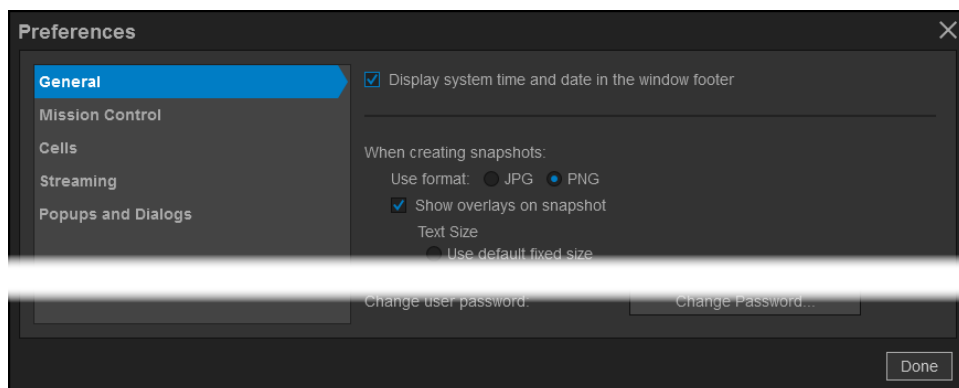 Preferences
General
Mission Control
Cells
Streaming
Popups and Dialogs
Display system time and date in the window footer
When creating snapshots:
Use format: JPG PNG
Show overlays on snapshot
Text Size
Use default fixed size
Change user password:
Change Password...
Done